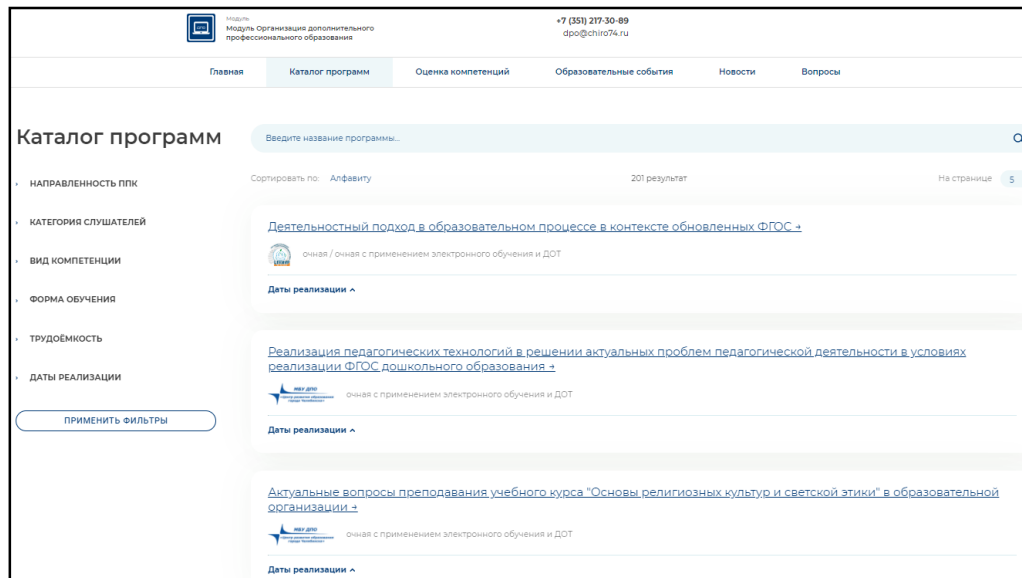 Модуль
Модуль Организация дополнительного
профессионального образования
+7 (351) 217-30-89
dpo@chiro74.ru
Главная Каталог программ Оценка компетенций Образовательные события Новости Вопросы
Каталог программ
Введите название программы...
Сортировать по: Алфавиту 201 результат На странице 5
НАПРАВЛЕННОСТЬ ППК
КАТЕГОРИЯ СЛУШАТЕЛЕЙ
ВИД КОМПЕТЕНЦИИ
ФОРМА ОБУЧЕНИЯ
ТРУДОЁМКОСТЬ
ДАТЫ РЕАЛИЗАЦИИ
ПРИМЕНИТЬ ФИЛЬТРЫ
Деятельностный подход в образовательном процессе в контексте обновленных ФГОС →
очная / очная с применением электронного обучения и ДОТ
Даты реализации
Реализация педагогических технологий в решении актуальных проблем педагогической деятельности в условиях
реализации ФГОС дошкольного образования →
МБУ ДПО
очная с применением электронного обучения и ДОТ
Даты реализации
Актуальные вопросы преподавания учебного курса "Основы религиозных культур и светской этики" в образовательной
организации →
МБУ ДПО
очная с применением электронного обучения и ДОТ
Даты реализации